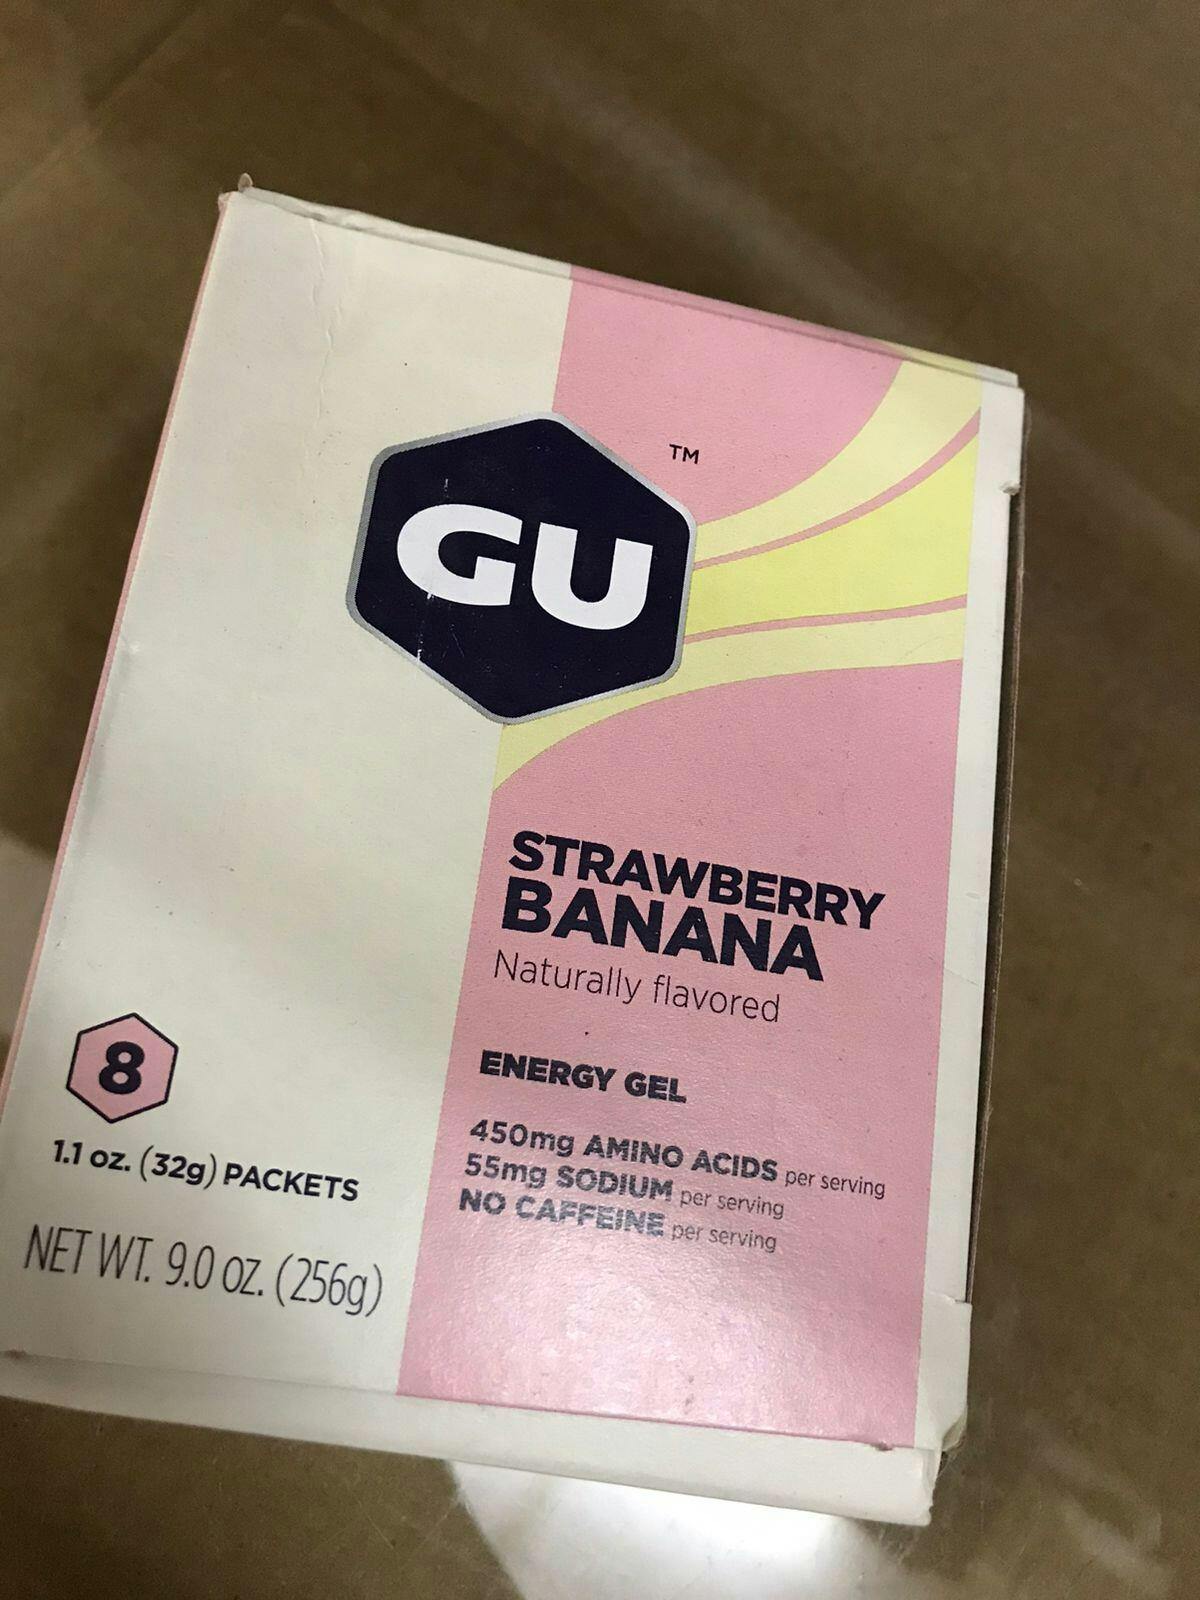 GU
TM
STRAWBERRY
BANANA
Naturally flavored
ENERGY GEL
450mg AMINO ACIDS per serving
55mg SODIUM per serving
NO CAFFEINE per serving
8
1.1 oz. (32g) PACKETS
NET WT. 9.0 oz. (256g)